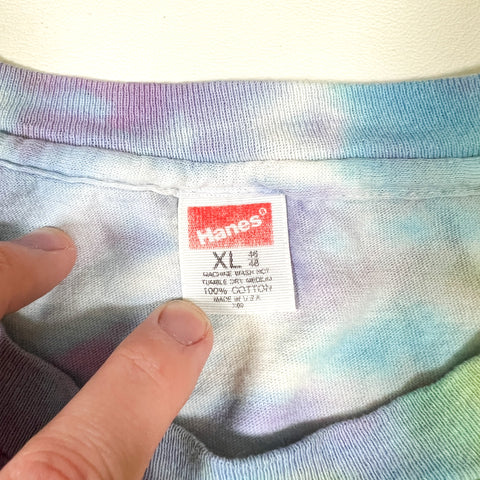 Hanes®
XL 46 48
MACHINE WASH HOT
TUMBLE DRY MEDIUM
100% COTTON
MADE IN U.S.A.